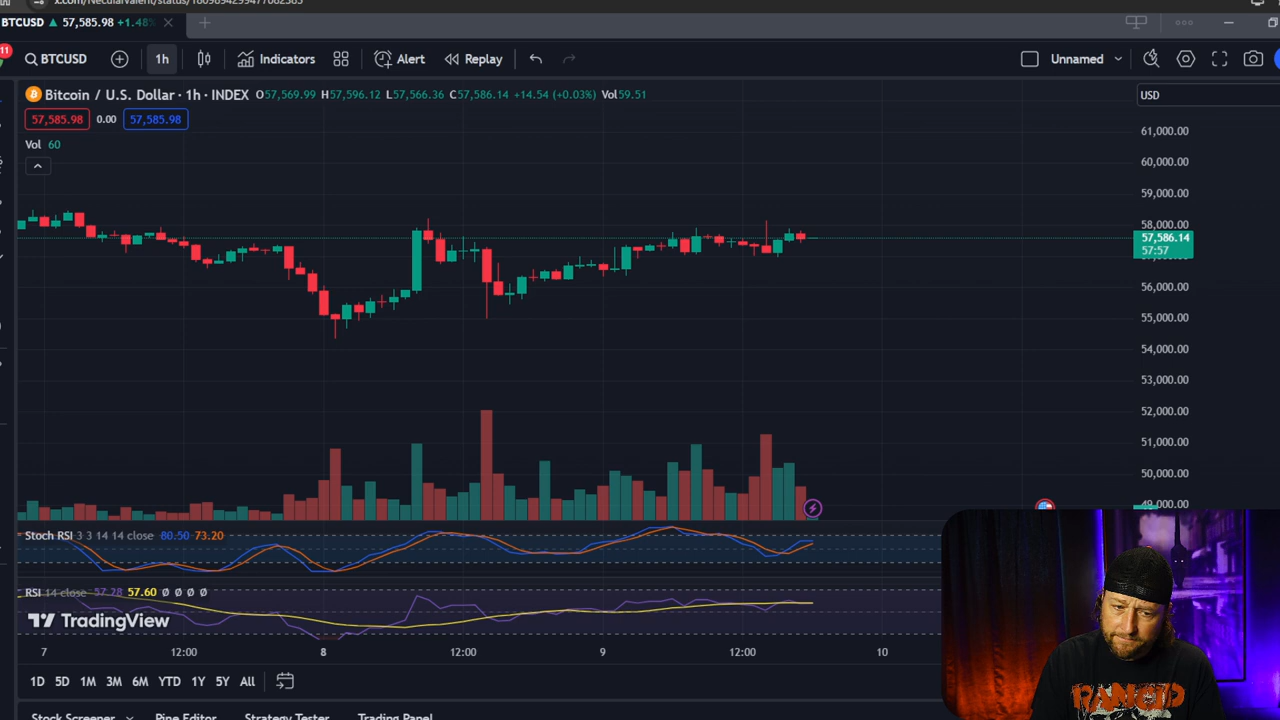 BTCUSD 57,585.98 +1.48%
11
BTCUSD 1h Indicators Alert Replay Unnamed
Bitcoin / U.S. Dollar · 1h · INDEX O57,569.99 H57,596.12 L57,566.36 C57,586.14 +14.54 (+0.03%) Vol59.51
USD
57,585.98 0.00 57,585.98
Vol 60
61,000.00
60,000.00
59,000.00
58,000.00
57,586.14
57:57
56,000.00
55,000.00
54,000.00
53,000.00
52,000.00
51,000.00
50,000.00
49,000.00
Stoch RSI 3 3 14 14 close 80.50 73.20
RSI 14 close 57.28 57.60 Ø Ø Ø Ø
TradingView
7 12:00 8 12:00 9 12:00 10
1D 5D 1M 3M 6M YTD 1Y 5Y All
Stock Screener Pine Editor Strategy Tester Trading Panel
RANCID